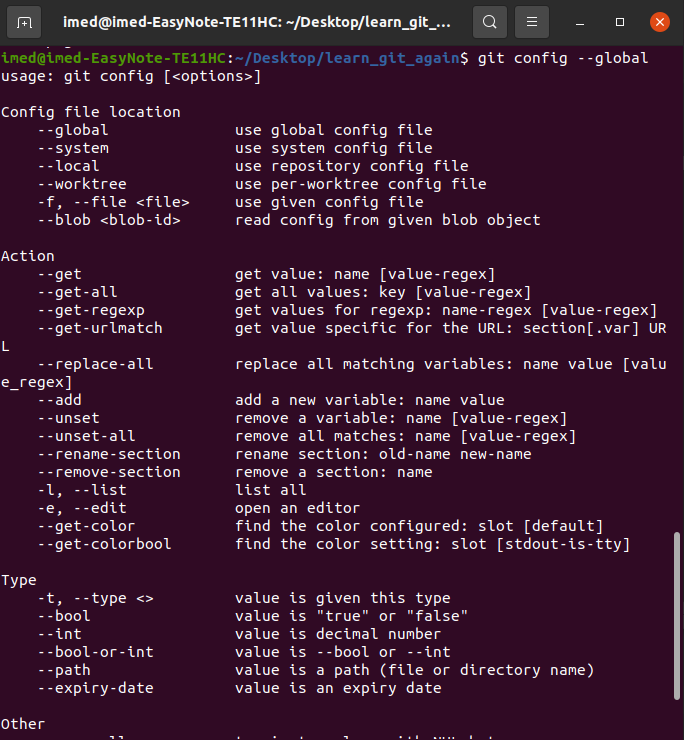 imed@imed-EasyNote-TE11HC: ~/Desktop/learn_git_...
imed@imed-EasyNote-TE11HC:~/Desktop/learn_git_again$ git config --global
usage: git config [<options>]
Config file location
--global use global config file
--system use system config file
--local use repository config file
--worktree use per-worktree config file
-f, --file <file> use given config file
--blob <blob-id> read config from given blob object
Action
--get get value: name [value-regex]
--get-all get all values: key [value-regex]
--get-regexp get values for regexp: name-regex [value-regex]
--get-urlmatch get value specific for the URL: section[.var] UR
L
--replace-all replace all matching variables: name value [valu
e_regex]
--add add a new variable: name value
--unset remove a variable: name [value-regex]
--unset-all remove all matches: name [value-regex]
--rename-section rename section: old-name new-name
--remove-section remove a section: name
-l, --list list all
-e, --edit open an editor
--get-color find the color configured: slot [default]
--get-colorbool find the color setting: slot [stdout-is-tty]
Type
-t, --type <> value is given this type
--bool value is "true" or "false"
--int value is decimal number
--bool-or-int value is --bool or --int
--path value is a path (file or directory name)
--expiry-date value is an expiry date
Other